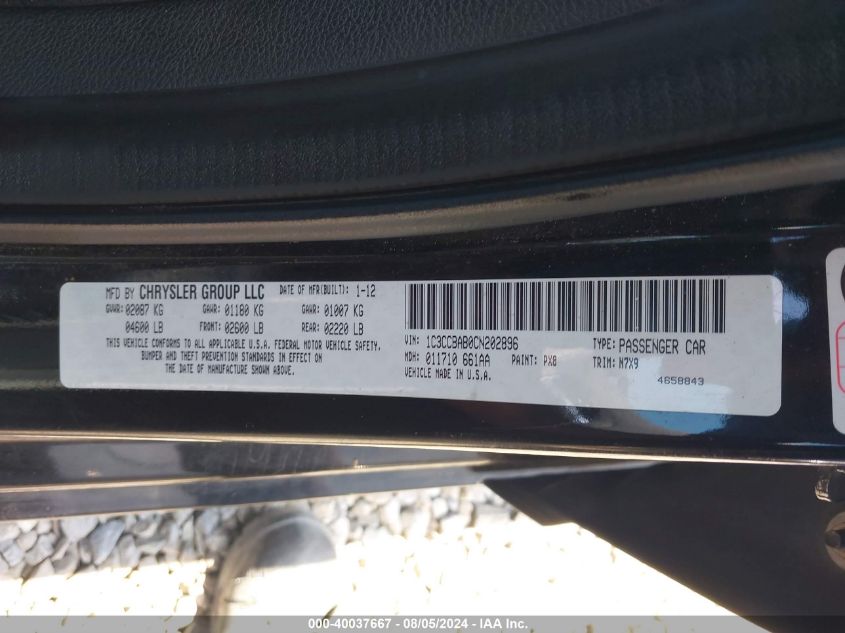 MFD BY CHRYSLER GROUP LLC DATE OF MFR(BUILT): 1-12
GVWR: 02087 KG GAWR: 01180 KG GAWR: 01007 KG
04600 LB FRONT: 02600 LB REAR: 02220 LB
THIS VEHICLE CONFORMS TO ALL APPLICABLE U.S.A. FEDERAL MOTOR VEHICLE SAFETY,
BUMPER AND THEFT PREVENTION STANDARDS IN EFFECT ON
THE DATE OF MANUFACTURE SHOWN ABOVE.
VIN: 1C3CCBAB0CN202896 TYPE: PASSENGER CAR
MDH: 011710 661AA PAINT: PX8 TRIM: N7X9
VEHICLE MADE IN U.S.A.
4658843
000-40037667 - 08/05/2024 - IAA Inc.